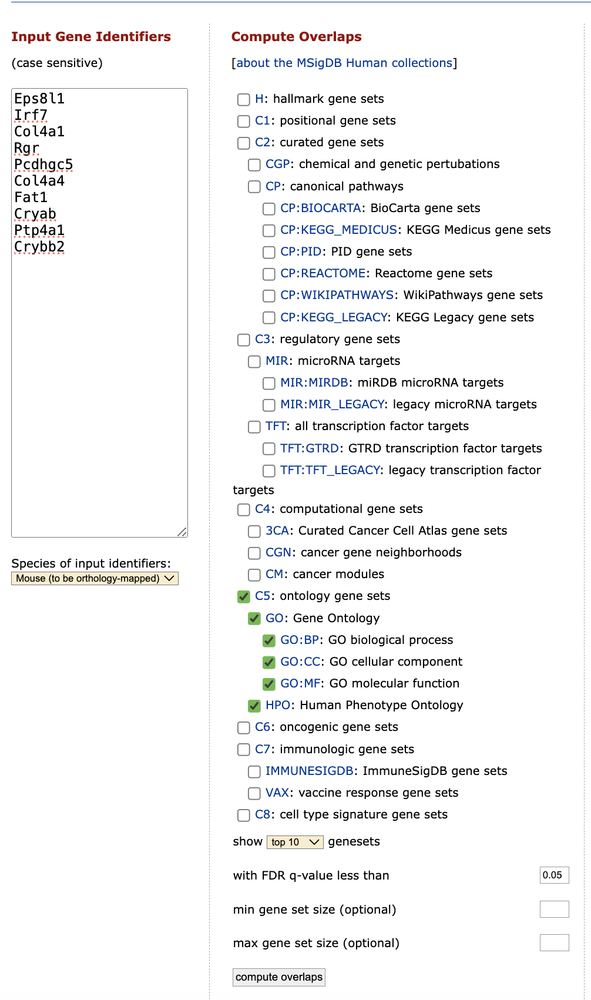 Input Gene Identifiers
(case sensitive)
Eps8l1
Irf7
Col4a1
Rgr
Pcdhgc5
Col4a4
Fat1
Cryab
Ptp4a1
Crybb2
Species of input identifiers:
Mouse (to be orthology-mapped)
Compute Overlaps
[about the MSigDB Human collections]
H: hallmark gene sets
C1: positional gene sets
C2: curated gene sets
CGP: chemical and genetic pertubations
CP: canonical pathways
CP:BIOCARTA: BioCarta gene sets
CP:KEGG_MEDICUS: KEGG Medicus gene sets
CP:PID: PID gene sets
CP:REACTOME: Reactome gene sets
CP:WIKIPATHWAYS: WikiPathways gene sets
CP:KEGG_LEGACY: KEGG Legacy gene sets
C3: regulatory gene sets
MIR: microRNA targets
MIR:MIRDB: miRDB microRNA targets
MIR:MIR_LEGACY: legacy microRNA targets
TFT: all transcription factor targets
TFT:GTRD: GTRD transcription factor targets
TFT:TFT_LEGACY: legacy transcription factor
targets
C4: computational gene sets
3CA: Curated Cancer Cell Atlas gene sets
CGN: cancer gene neighborhoods
CM: cancer modules
C5: ontology gene sets
GO: Gene Ontology
GO:BP: GO biological process
GO:CC: GO cellular component
GO:MF: GO molecular function
HPO: Human Phenotype Ontology
C6: oncogenic gene sets
C7: immunologic gene sets
IMMUNESIGDB: ImmuneSigDB gene sets
VAX: vaccine response gene sets
C8: cell type signature gene sets
show top 10 genesets
with FDR q-value less than 0.05
min gene set size (optional)
max gene set size (optional)
compute overlaps